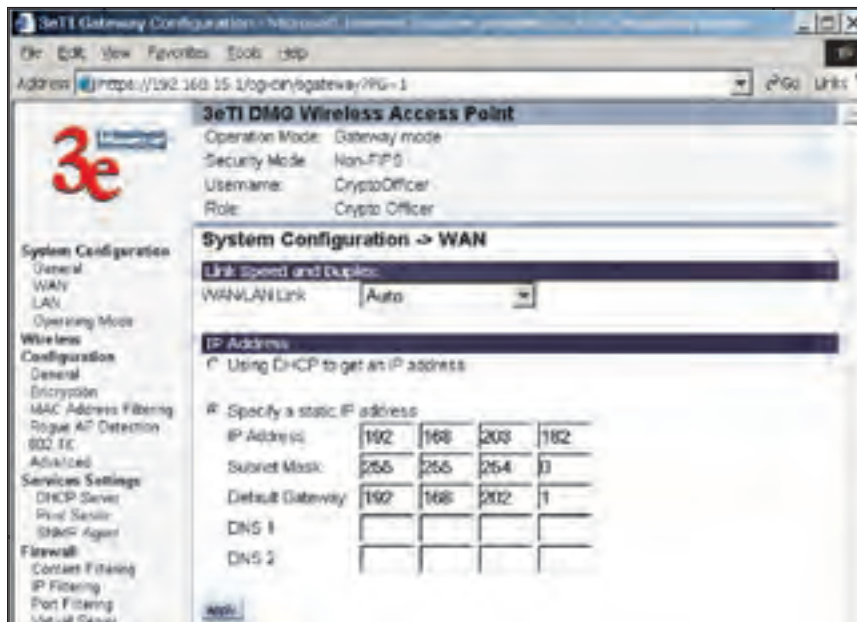 3eTI Gateway Configuration - Microsoft
File Edit View Favorites Tools Help
Address https://192.168.15.1/cgi-bin/sgateway?PG=1 Go Links
3e
3eTI DMG Wireless Access Point
Operation Mode: Gateway mode
Security Mode Non-FIPS
Username: CryptoOfficer
Role: Crypto Officer
System Configuration -> WAN
Link Speed and Duplex
WAN/LAN Link Auto
IP Address
Using DHCP to get an IP address
Specify a static IP address
IP Address: 192 168 203 182
Subnet Mask: 255 255 254 0
Default Gateway: 192 168 202 1
DNS 1
DNS 2
Apply
System Configuration
General
WAN
LAN
Operating Mode
Wireless
Configuration
General
Encryption
MAC Address Filtering
Rogue AP Detection
Advanced
Services Settings
DHCP Server
Print Server
SNMP Agent
Firewall
Content Filtering
IP Filtering
Port Filtering
Virtual Server